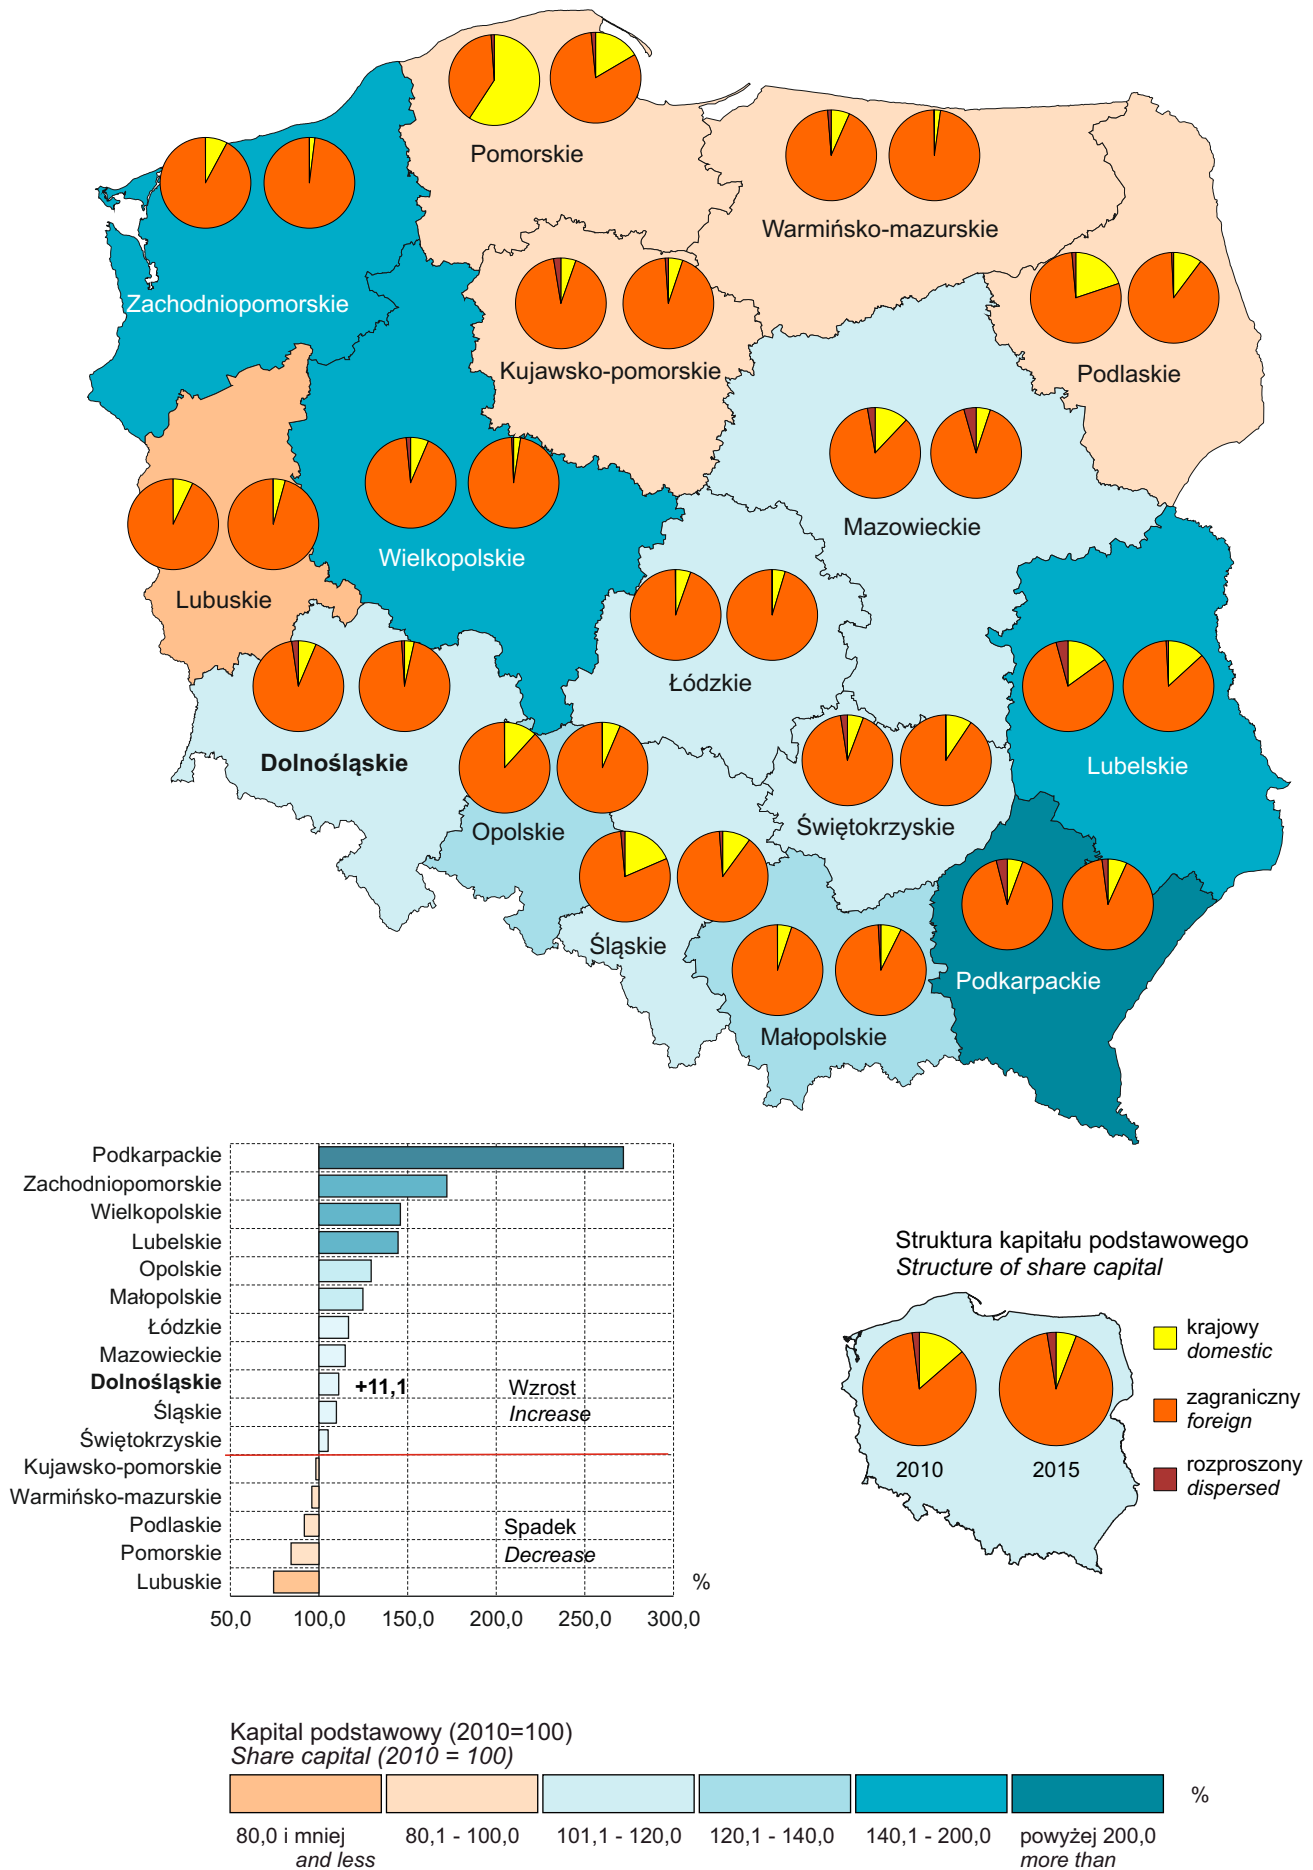 Pomorskie
Warmińsko-mazurskie
Zachodniopomorskie
Kujawsko-pomorskie
Podlaskie
Mazowieckie
Wielkopolskie
Lubuskie
Łódzkie
Dolnośląskie
Lubelskie
Opolskie
Świętokrzyskie
Śląskie
Podkarpackie
Małopolskie
Podkarpackie
Zachodniopomorskie
Wielkopolskie
Lubelskie
Opolskie
Małopolskie
Łódzkie
Mazowieckie
Dolnośląskie +11,1 Wzrost
Śląskie Increase
Świętokrzyskie
Kujawsko-pomorskie
Warmińsko-mazurskie
Podlaskie Spadek
Pomorskie Decrease
Lubuskie %
50,0 100,0 150,0 200,0 250,0 300,0
Struktura kapitału podstawowego
Structure of share capital
krajowy
domestic
zagraniczny
foreign
rozproszony
dispersed
2010 2015
Kapitał podstawowy (2010=100)
Share capital (2010 = 100)
%
80,0 i mniej 80,1 - 100,0 101,1 - 120,0 120,1 - 140,0 140,1 - 200,0 powyżej 200,0
and less more than